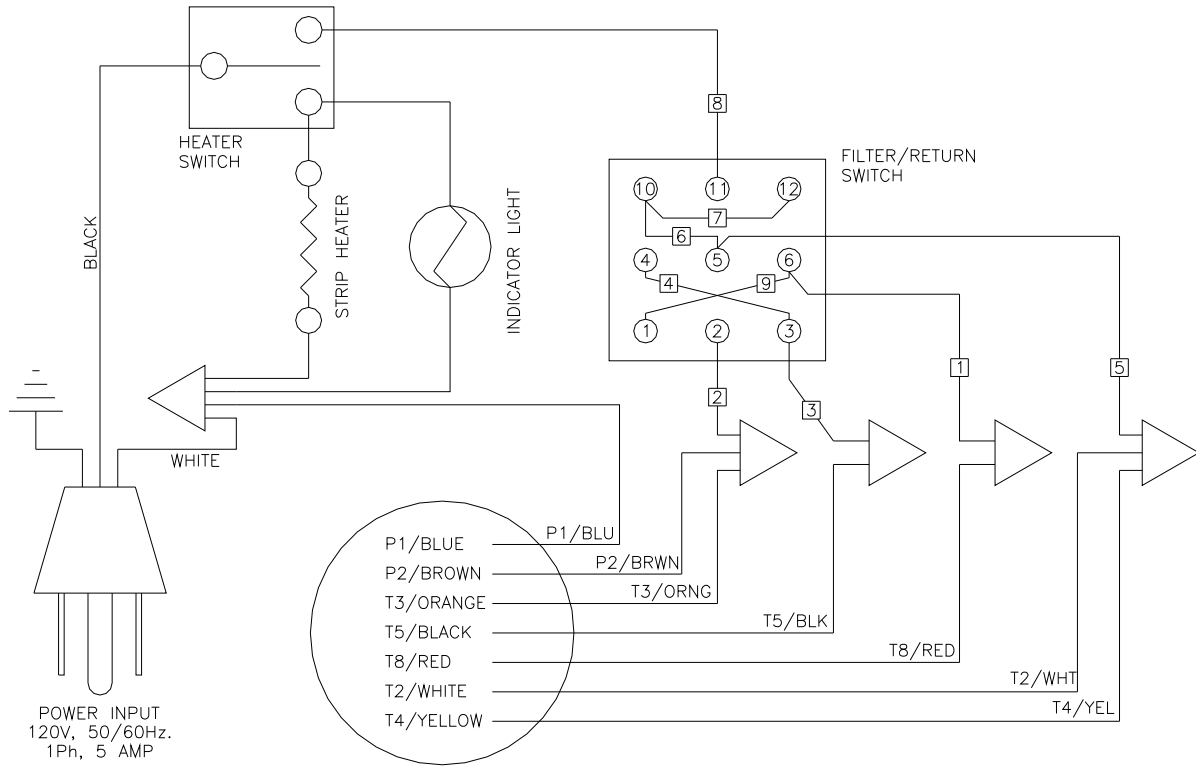 HEATER
SWITCH
BLACK
STRIP HEATER
INDICATOR LIGHT
WHITE
POWER INPUT
120V, 50/60Hz.
1Ph, 5 AMP
8
FILTER/RETURN
SWITCH
10 11 12
7
6
4 5 6
4 9
1 2 3
2
3
1
5
P1/BLUE
P2/BROWN
T3/ORANGE
T5/BLACK
T8/RED
T2/WHITE
T4/YELLOW
P1/BLU
P2/BRWN
T3/ORNG
T5/BLK
T8/RED
T2/WHT
T4/YEL